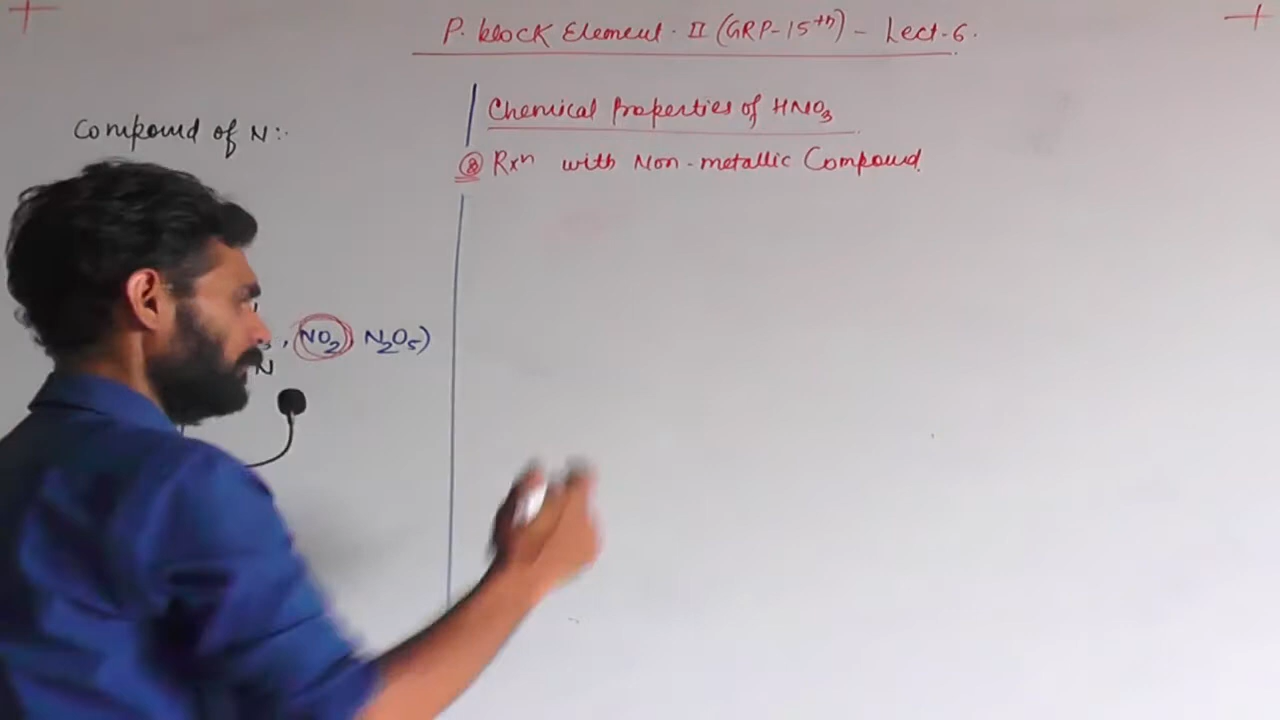 P. block Element. II (GRP-15th) - Lect-6.
Compound of N:-
, NO2, N2O5)
N
Chemical Properties of HNO3
⑧ Rxn with Non-metallic Compound.